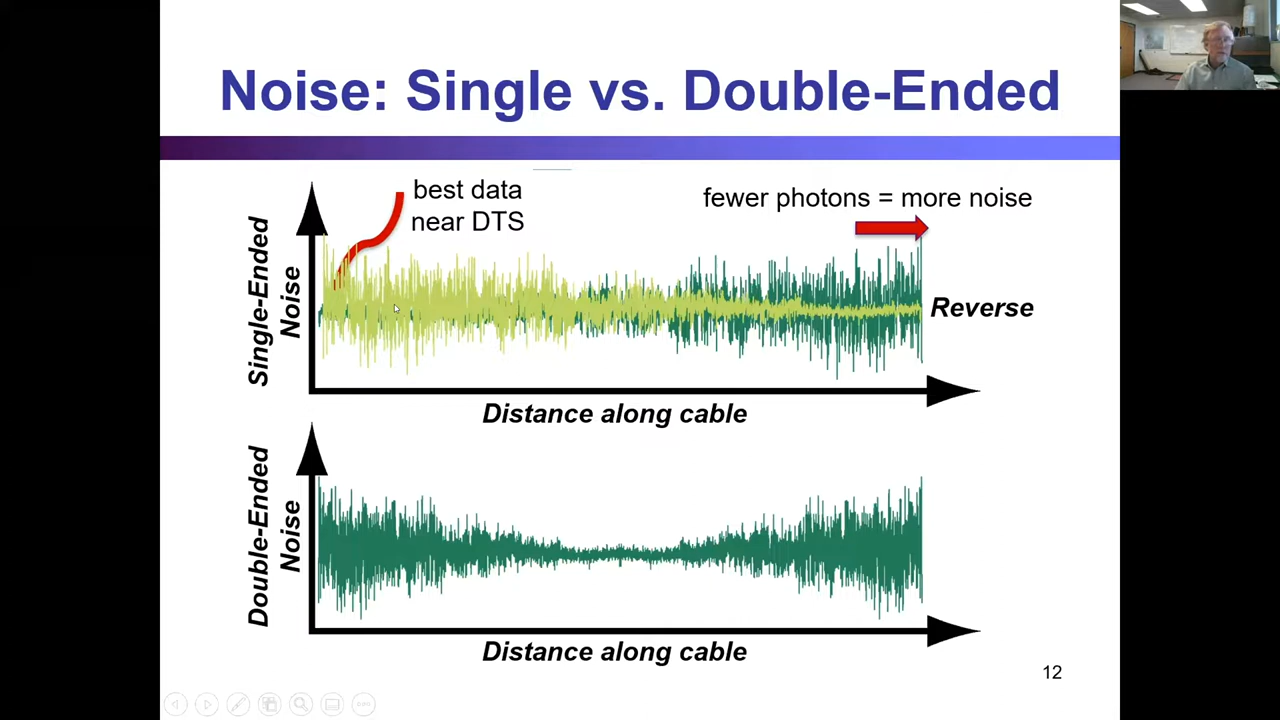 Noise: Single vs. Double-Ended
best data
near DTS
fewer photons = more noise
Single-Ended
Noise
Reverse
Distance along cable
Double-Ended
Noise
Distance along cable
12